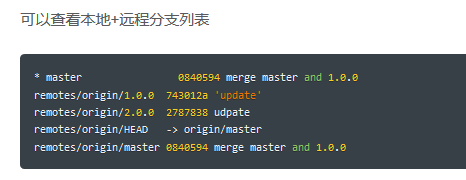 可以查看本地+远程分支列表
* master 0840594 merge master and 1.0.0
remotes/origin/1.0.0 743012a 'update'
remotes/origin/2.0.0 2787838 udpate
remotes/origin/HEAD -> origin/master
remotes/origin/master 0840594 merge master and 1.0.0